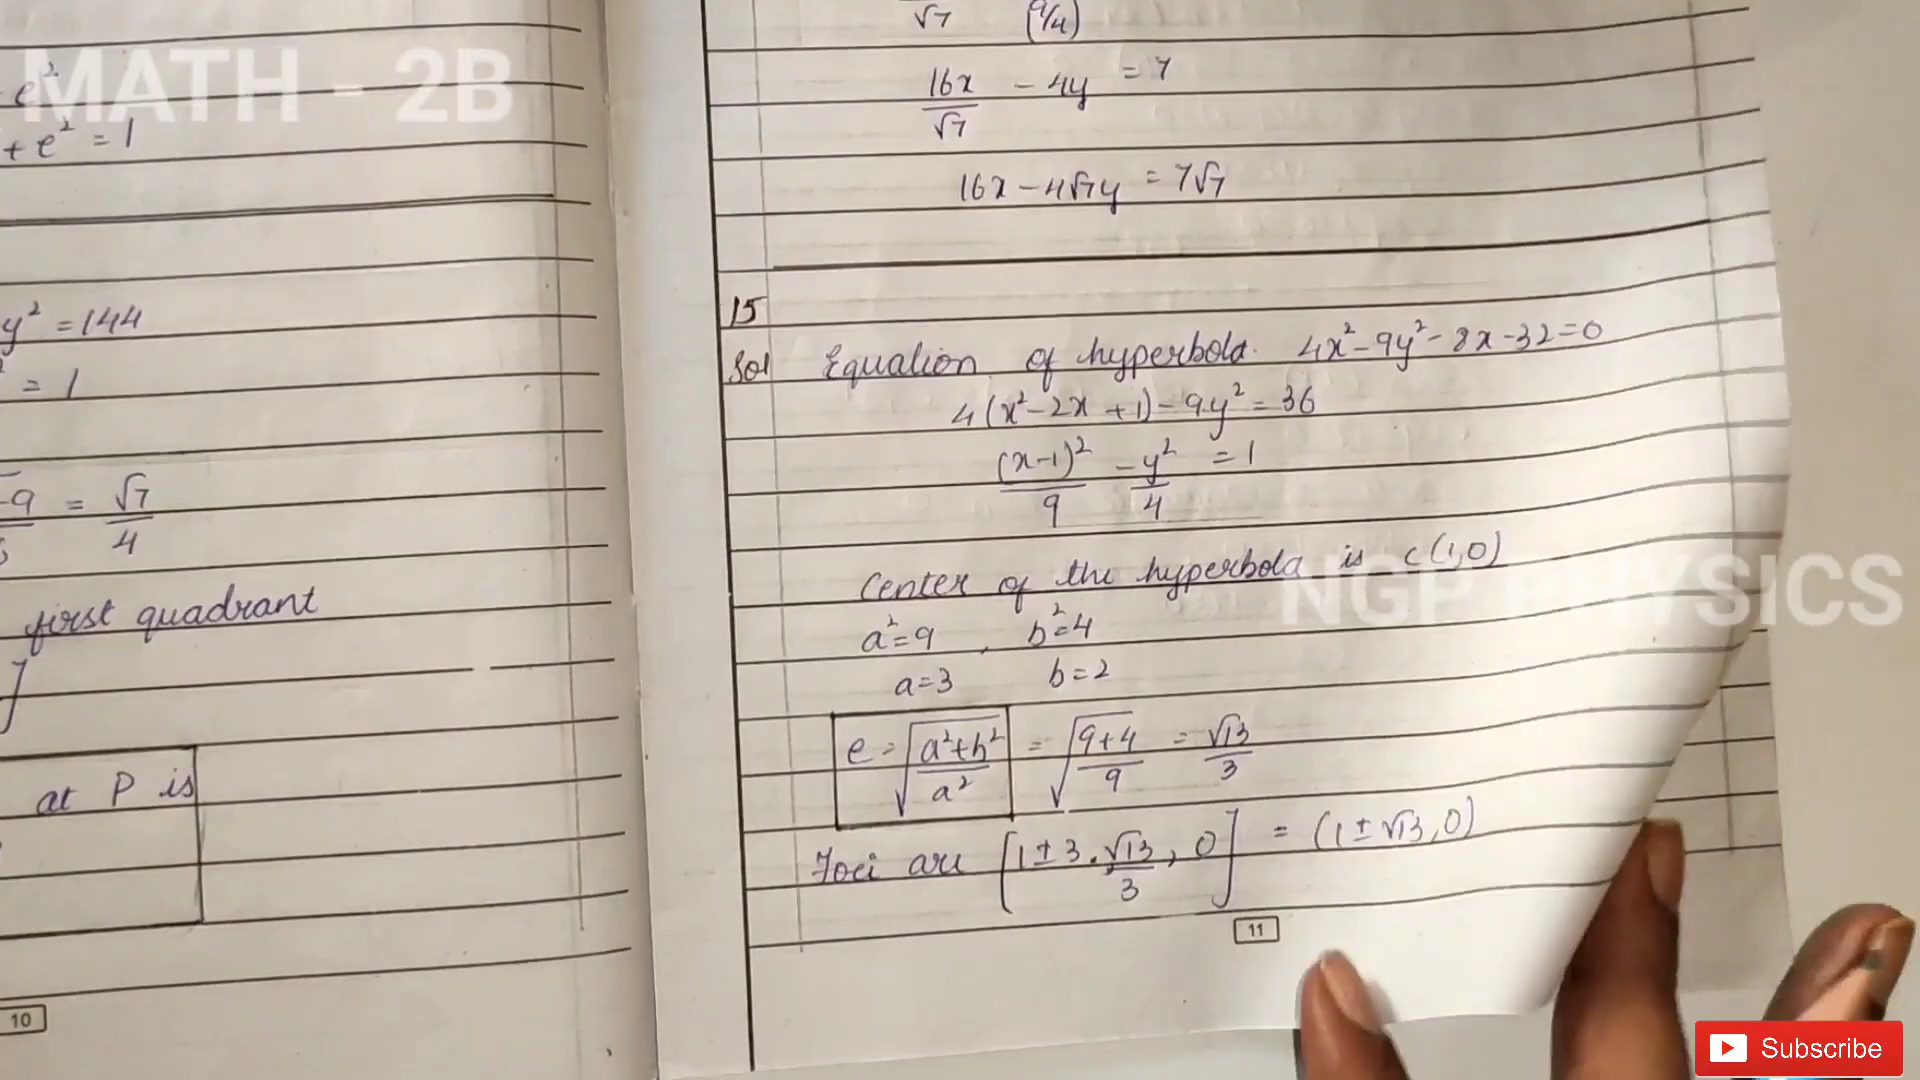 MATH - 2B
e²
+ e² = 1
y² = 144
= 1
-9 = √7/4
first quadrant
at P is
10
√7 (9/4)
16x/√7 - 4y = 7
16x - 4√7y = 7√7
15
Sol Equation of hyperbola. 4x² - 9y² - 8x - 32 = 0
4(x² - 2x + 1) - 9y² = 36
(x-1)²/9 - y²/4 = 1
Center of the hyperbola is C(1,0)
NGP PHYSICS
a² = 9, b² = 4
a = 3 b = 2
e = √(a²+b²/a²) = √(9+4/9) = √13/3
Foci are [1 ± 3.√13/3, 0] = (1 ± √13, 0)
11
Subscribe